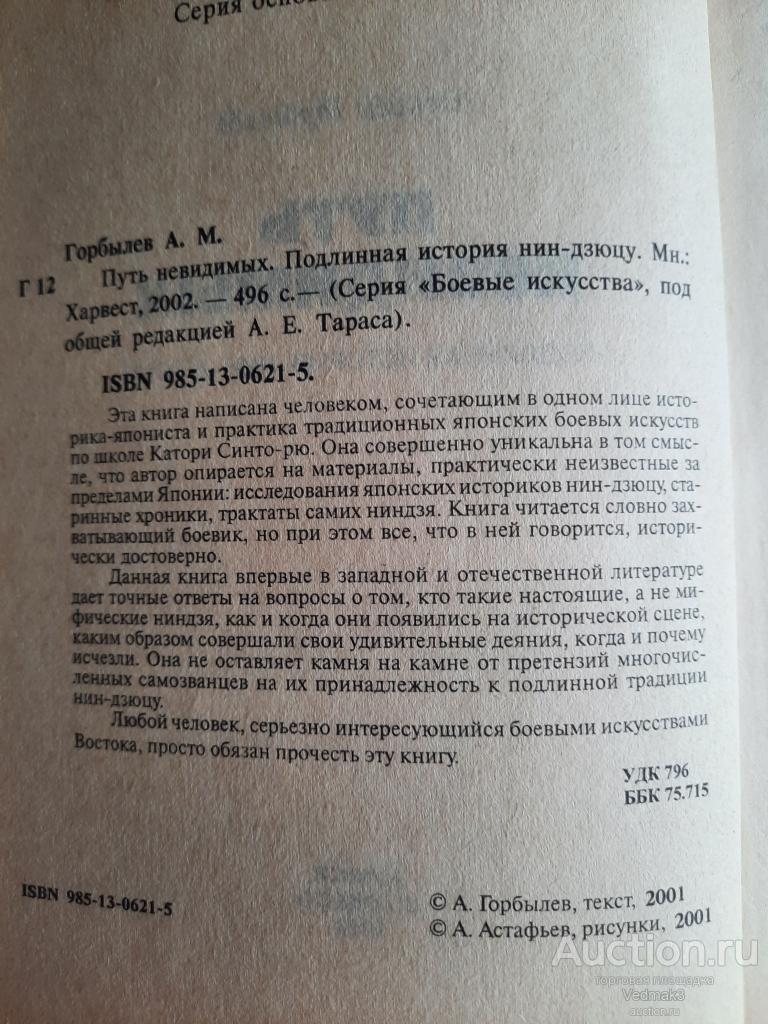 Серия
Горбылев А. М.
Г 12
Путь невидимых. Подлинная история нин-дзюцу. Мн.:
Харвест, 2002. — 496 с.— (Серия «Боевые искусства», под
общей редакцией А. Е. Тараса).
ISBN 985-13-0621-5.
Эта книга написана человеком, сочетающим в одном лице исто-
рика-япониста и практика традиционных японских боевых искусств
по школе Катори Синто-рю. Она совершенно уникальна в том смыс-
ле, что автор опирается на материалы, практически неизвестные за
пределами Японии: исследования японских историков нин-дзюцу, ста-
ринные хроники, трактаты самих ниндзя. Книга читается словно зах-
ватывающий боевик, но при этом все, что в ней говорится, истори-
чески достоверно.
Данная книга впервые в западной и отечественной литературе
дает точные ответы на вопросы о том, кто такие настоящие, а не ми-
фические ниндзя, как и когда они появились на исторической сцене,
каким образом совершали свои удивительные деяния, когда и почему
исчезли. Она не оставляет камня на камне от претензий многочис-
ленных самозванцев на их принадлежность к подлинной традиции
нин-дзюцу.
Любой человек, серьезно интересующийся боевыми искусствами
Востока, просто обязан прочесть эту книгу.
УДК 796
ББК 75.715
ISBN 985-13-0621-5
© А. Горбылев, текст, 2001
© А. Астафьев, рисунки, 2001
Auction.ru
торговая площадка
Vedmak3
auction.ru